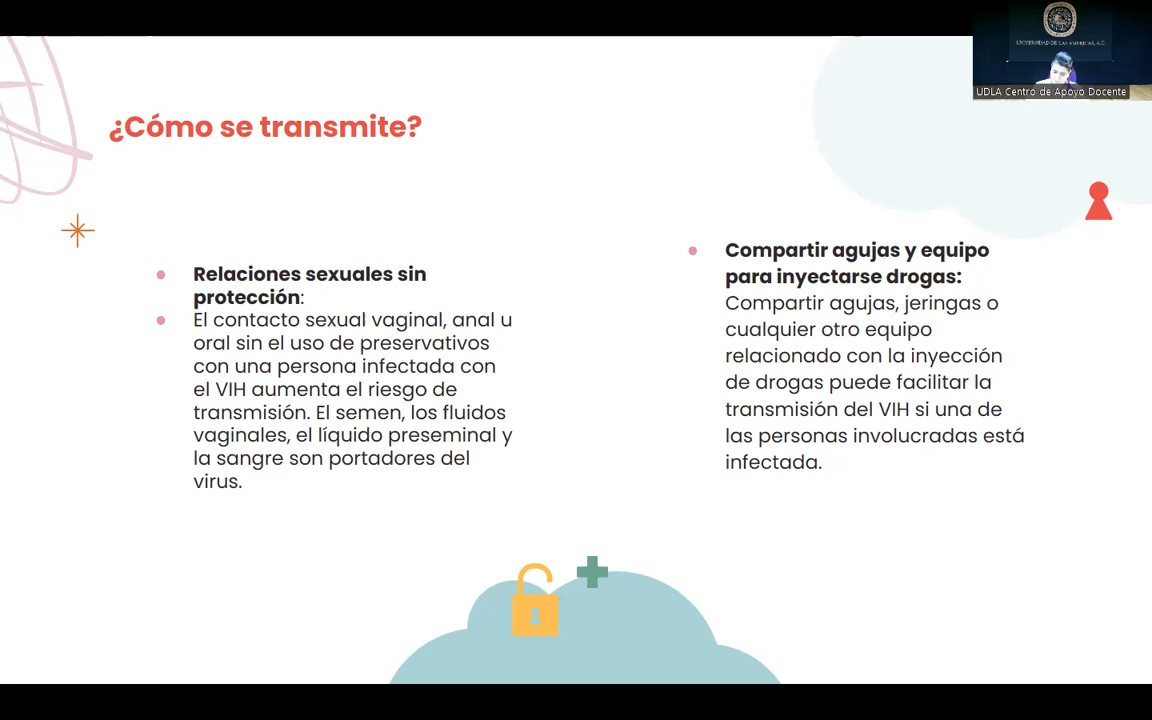 UNIVERSIDAD DE LAS AMERICAS, A.C.
UDLA Centro de Apoyo Docente
¿Cómo se transmite?
Relaciones sexuales sin
protección:
El contacto sexual vaginal, anal u
oral sin el uso de preservativos
con una persona infectada con
el VIH aumenta el riesgo de
transmisión. El semen, los fluidos
vaginales, el líquido preseminal y
la sangre son portadores del
virus.
Compartir agujas y equipo
para inyectarse drogas:
Compartir agujas, jeringas o
cualquier otro equipo
relacionado con la inyección
de drogas puede facilitar la
transmisión del VIH si una de
las personas involucradas está
infectada.